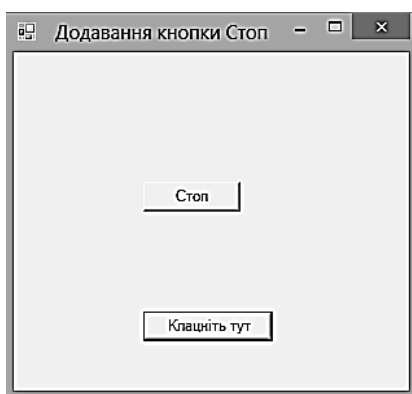 Додавання кнопки Стоп
Стоп
Клацніть тут